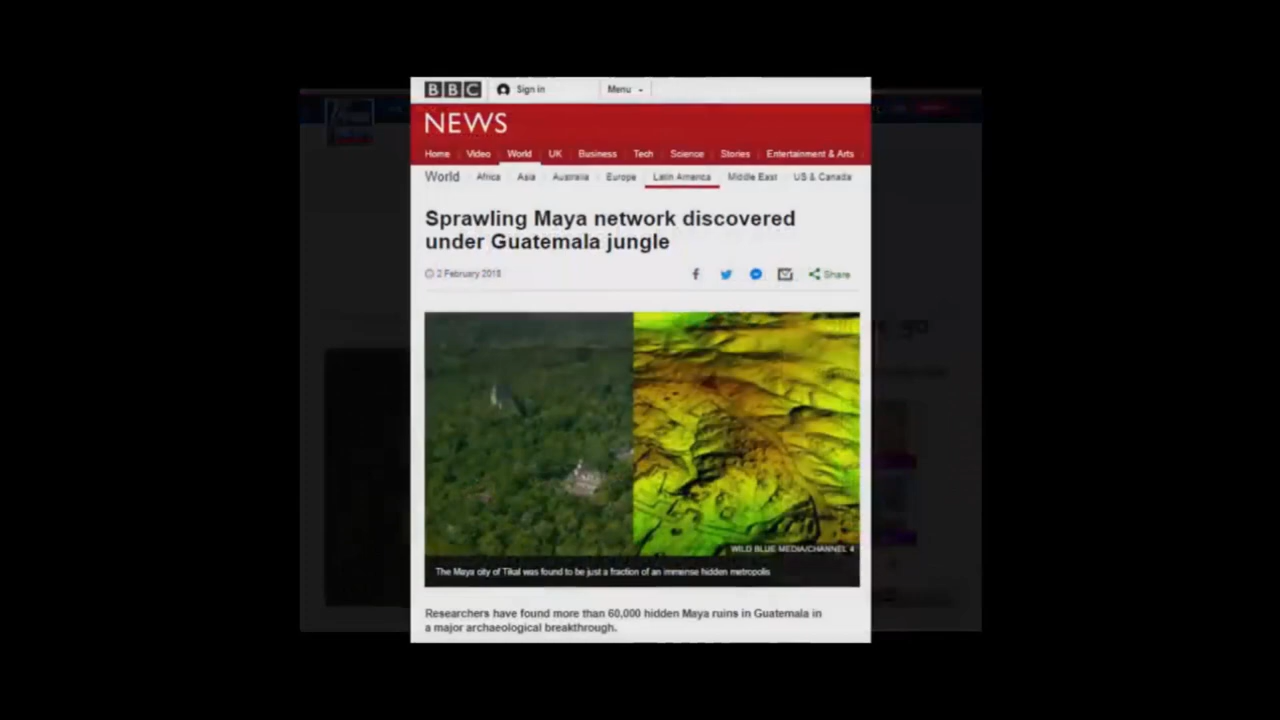 BBC Sign in Menu
NEWS
Home Video World UK Business Tech Science Stories Entertainment & Arts
World Africa Asia Australia Europe Latin America Middle East US & Canada
Sprawling Maya network discovered
under Guatemala jungle
2 February 2018
Share
WILD BLUE MEDIA/CHANNEL 4
The Maya city of Tikal was found to be just a fraction of an immense hidden metropolis
Researchers have found more than 60,000 hidden Maya ruins in Guatemala in
a major archaeological breakthrough.